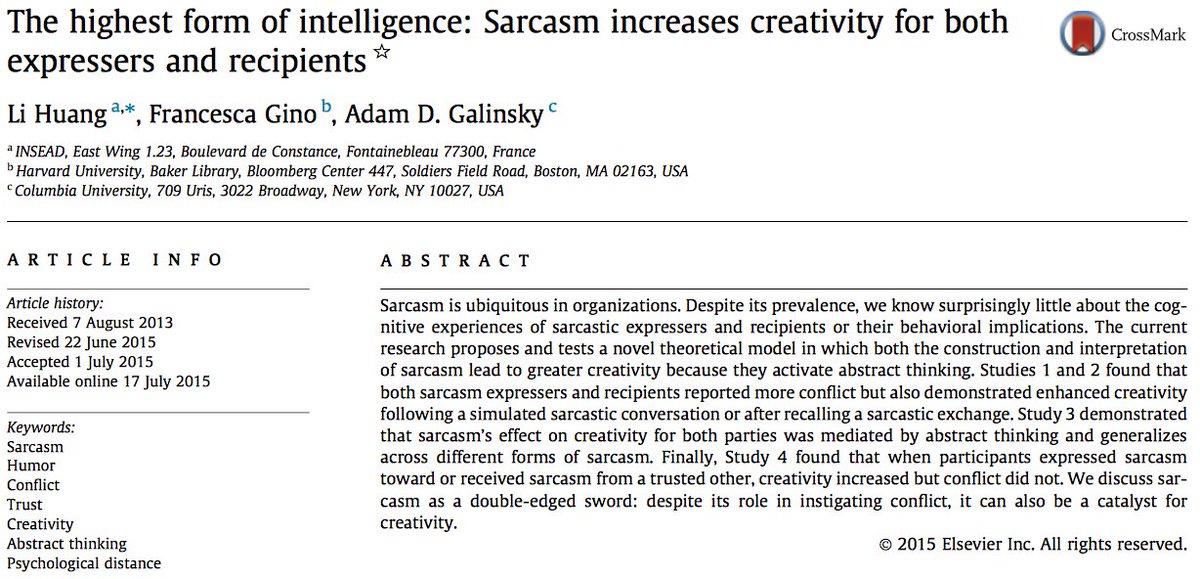 The highest form of intelligence: Sarcasm increases creativity for both
expressers and recipients ☆
CrossMark
Li Huang a,*, Francesca Gino b, Adam D. Galinsky c
a INSEAD, East Wing 1.23, Boulevard de Constance, Fontainebleau 77300, France
b Harvard University, Baker Library, Bloomberg Center 447, Soldiers Field Road, Boston, MA 02163, USA
c Columbia University, 709 Uris, 3022 Broadway, New York, NY 10027, USA
ARTICLE INFO
Article history:
Received 7 August 2013
Revised 22 June 2015
Accepted 1 July 2015
Available online 17 July 2015
Keywords:
Sarcasm
Humor
Conflict
Trust
Creativity
Abstract thinking
Psychological distance
ABSTRACT
Sarcasm is ubiquitous in organizations. Despite its prevalence, we know surprisingly little about the cog-
nitive experiences of sarcastic expressers and recipients or their behavioral implications. The current
research proposes and tests a novel theoretical model in which both the construction and interpretation
of sarcasm lead to greater creativity because they activate abstract thinking. Studies 1 and 2 found that
both sarcasm expressers and recipients reported more conflict but also demonstrated enhanced creativity
following a simulated sarcastic conversation or after recalling a sarcastic exchange. Study 3 demonstrated
that sarcasm's effect on creativity for both parties was mediated by abstract thinking and generalizes
across different forms of sarcasm. Finally, Study 4 found that when participants expressed sarcasm
toward or received sarcasm from a trusted other, creativity increased but conflict did not. We discuss sar-
casm as a double-edged sword: despite its role in instigating conflict, it can also be a catalyst for
creativity.
© 2015 Elsevier Inc. All rights reserved.